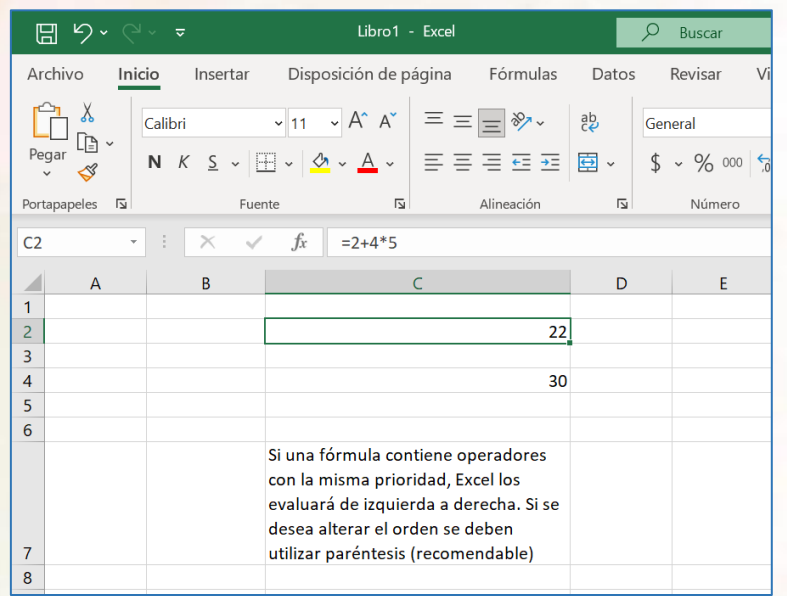 Libro1 - Excel
Buscar
Archivo Inicio Insertar Disposición de página Fórmulas Datos Revisar Vi
Calibri 11 A A ab c General
Pegar
N K S A $ % 000 ,0
Portapapeles Fuente Alineación Número
C2 fx =2+4*5
A B C D E
1
2 22
3
4 30
5
6
Si una fórmula contiene operadores
con la misma prioridad, Excel los
evaluará de izquierda a derecha. Si se
desea alterar el orden se deben
7 utilizar paréntesis (recomendable)
8